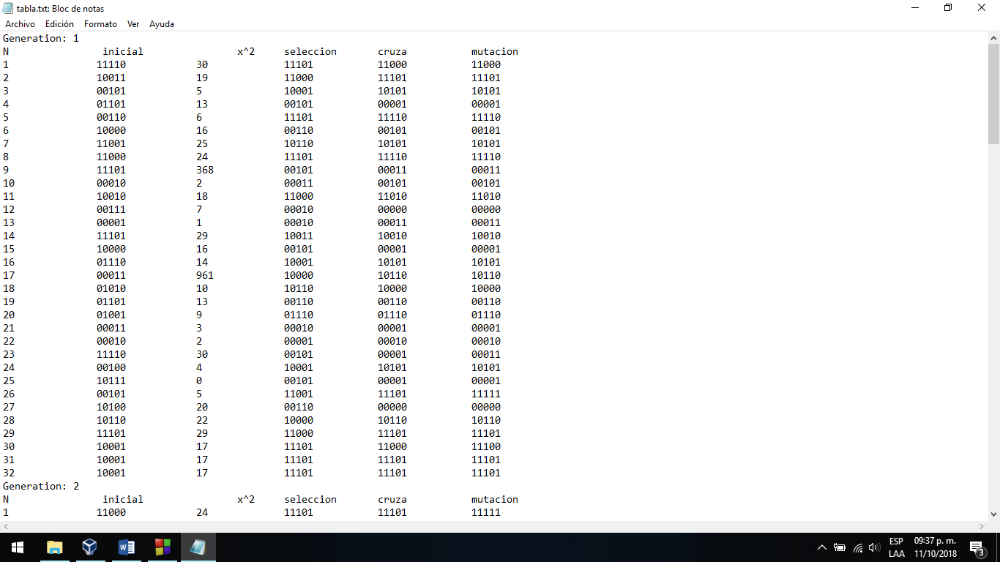 tabla.txt: Bloc de notas
Archivo Edición Formato Ver Ayuda
Generation: 1
N inicial x^2 seleccion cruza mutacion
1 11110 30 11101 11000 11000
2 10011 19 11000 11101 11101
3 00101 5 10001 10101 10101
4 01101 13 00101 00001 00001
5 00110 6 11101 11110 11110
6 10000 16 00110 00101 00101
7 11001 25 10110 10101 10101
8 11000 24 11101 11110 11110
9 11101 368 00101 00011 00011
10 00010 2 00011 00101 00101
11 10010 18 11000 11010 11010
12 00111 7 00010 00000 00000
13 00001 1 00010 00011 00011
14 11101 29 10011 10010 10010
15 10000 16 00101 00001 00001
16 01110 14 10001 10101 10101
17 00011 961 10000 10110 10110
18 01010 10 10110 10000 10000
19 01101 13 00110 00110 00110
20 01001 9 01110 01110 01110
21 00011 3 00010 00001 00001
22 00010 2 00001 00010 00010
23 11110 30 00101 00001 00011
24 00100 4 10001 10101 10101
25 10111 0 00101 00001 00001
26 00101 5 11001 11101 11111
27 10100 20 00110 00000 00000
28 10110 22 10000 10110 10110
29 11101 29 11000 11101 11101
30 10001 17 11101 11000 11100
31 10001 17 11101 11101 11101
32 10001 17 11101 11101 11101
Generation: 2
N inicial x^2 seleccion cruza mutacion
1 11000 24 11101 11101 11111
ESP 09:37 p. m.
LAA 11/10/2018
3